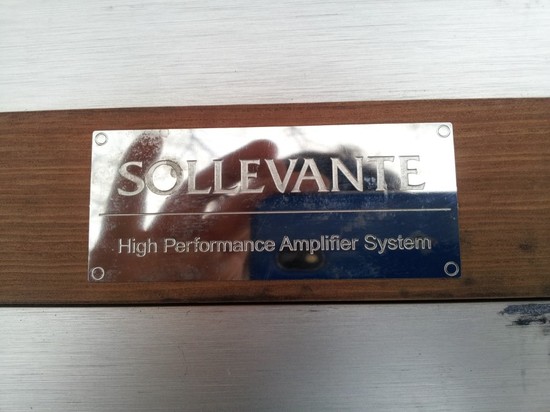 SOLLEVANTE
High Performance Amplifier System